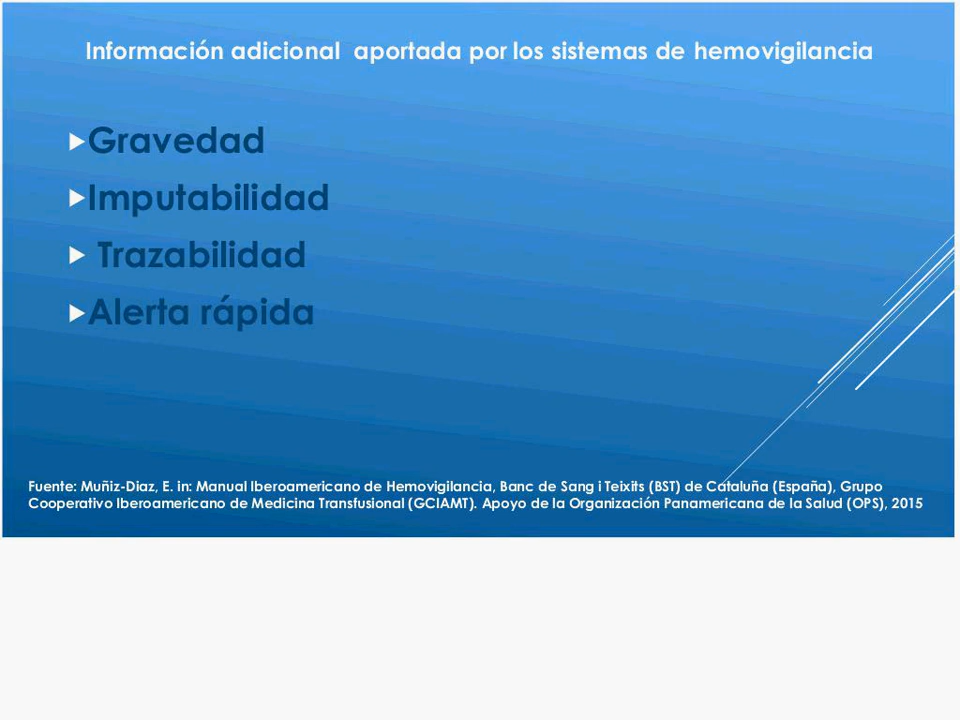 Información adicional aportada por los sistemas de hemovigilancia
Gravedad
Imputabilidad
Trazabilidad
Alerta rápida
Fuente: Muñiz-Diaz, E. in: Manual Iberoamericano de Hemovigilancia, Banc de Sang i Teixits (BST) de Cataluña (España), Grupo
Cooperativo Iberoamericano de Medicina Transfusional (GCIAMT). Apoyo de la Organización Panamericana de la Salud (OPS), 2015